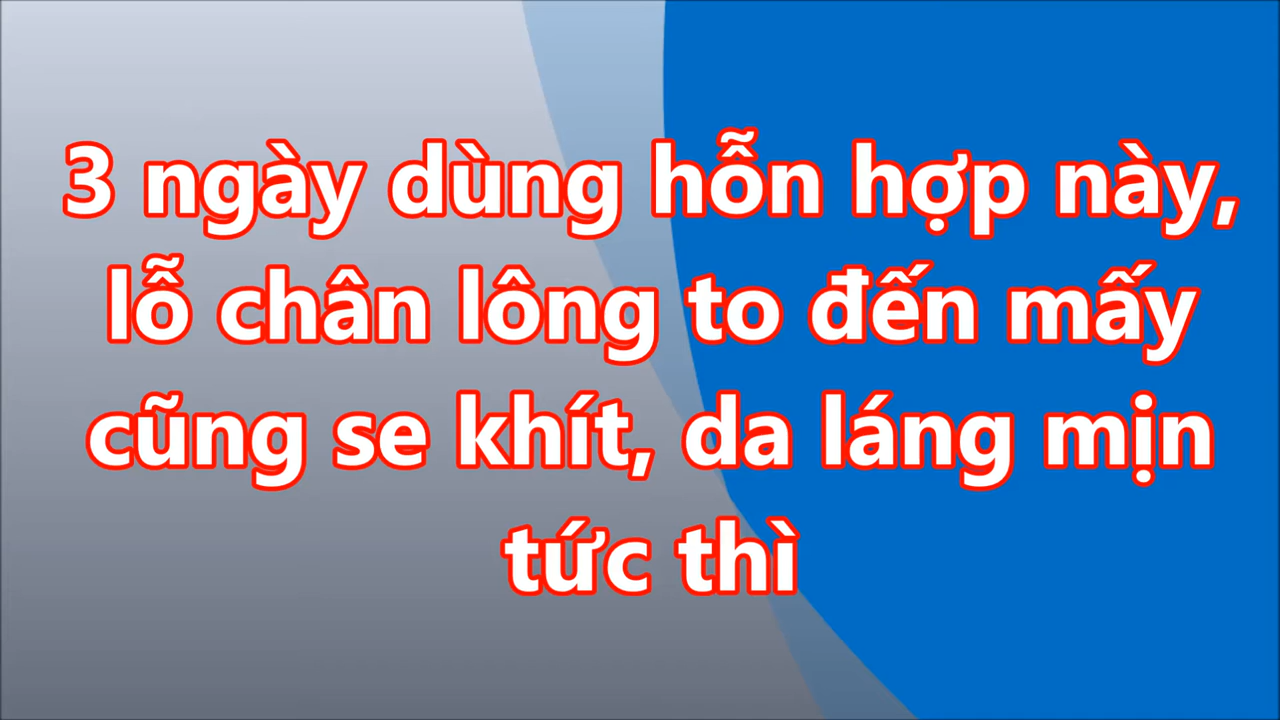 3 ngày dùng hỗn hợp này,
lỗ chân lông to đến mấy
cũng se khít, da láng mịn
tức thì